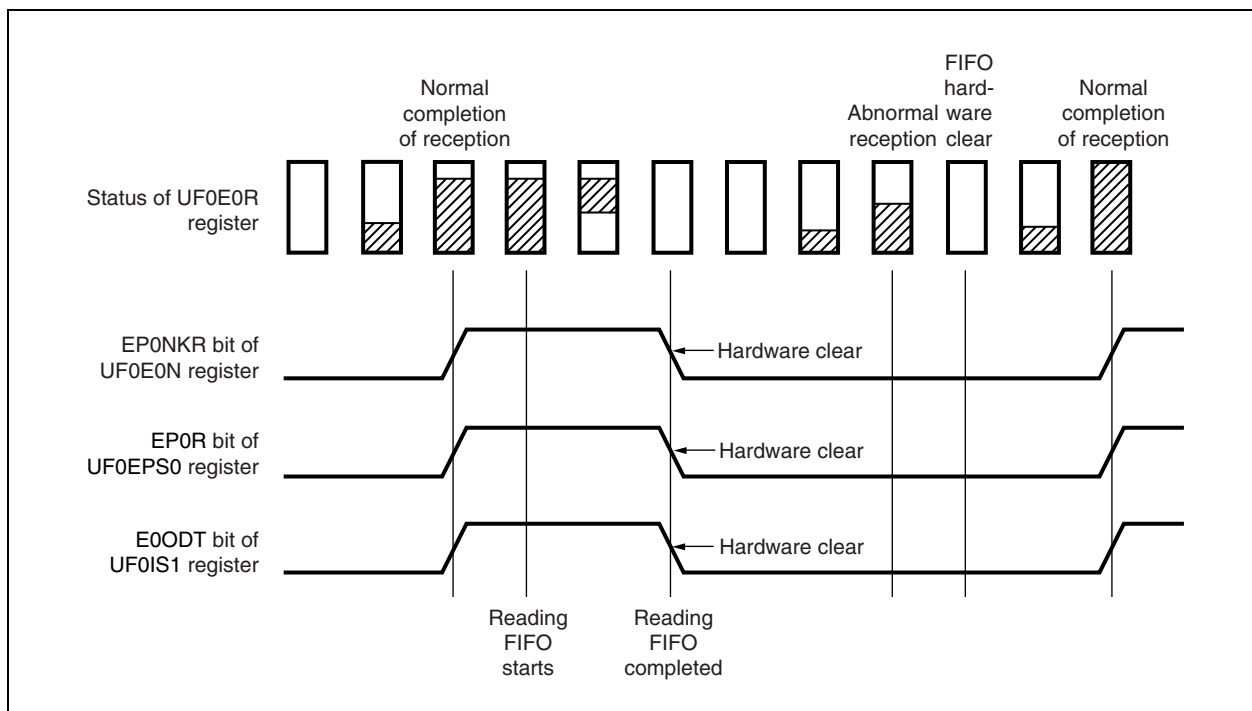 Normal
completion
of reception
Abnormal
reception
FIFO
hard-
ware
clear
Normal
completion
of reception
Status of UF0E0R
register
EP0NKR bit of
UF0E0N register
Hardware clear
EP0R bit of
UF0EPS0 register
Hardware clear
E0ODT bit of
UF0IS1 register
Hardware clear
Reading
FIFO
starts
Reading
FIFO
completed